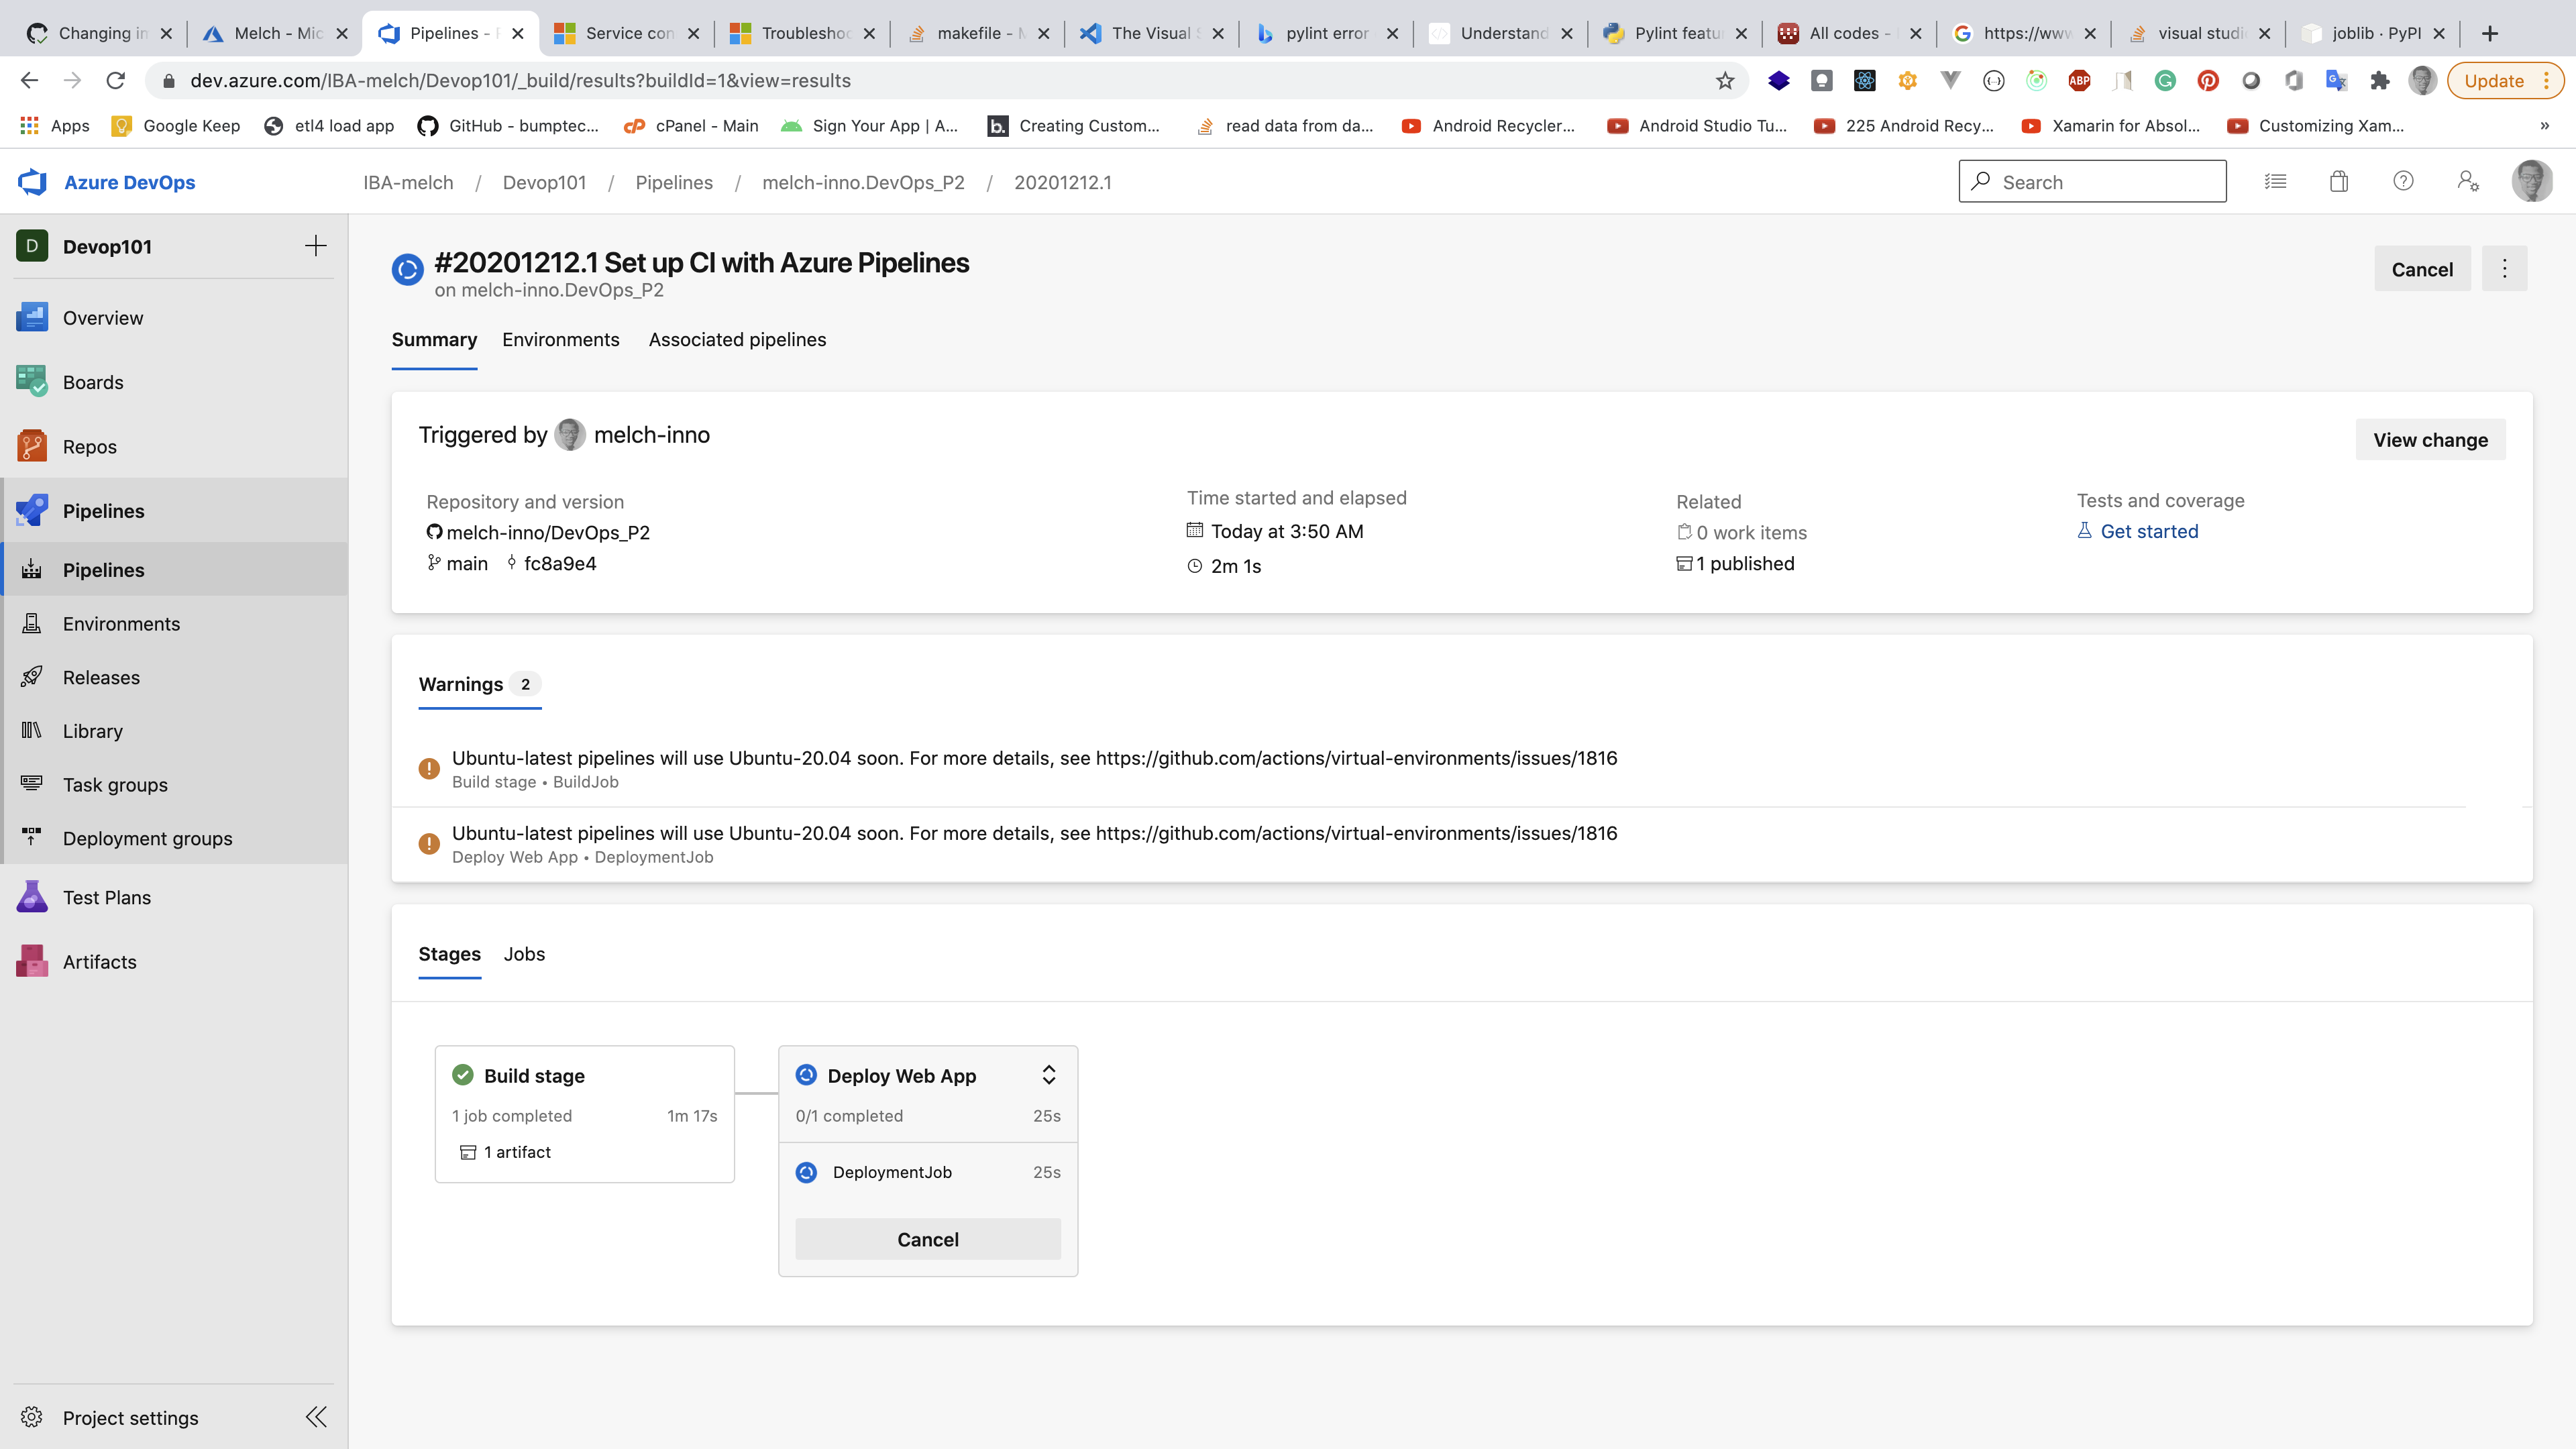 Changing in
Melch - Mic
Pipelines -
Service con
Troubleshoo
makefile - M
The Visual S
pylint error
Understand
Pylint featu
All codes -
https://www
visual studi
joblib · PyPI
dev.azure.com/IBA-melch/Devop101/_build/results?buildId=1&view=results
ABP
Update
Apps
Google Keep
etl4 load app
GitHub - bumptec...
cPanel - Main
Sign Your App | A...
Creating Custom...
read data from da...
Android Recycler...
Android Studio Tu...
225 Android Recy...
Xamarin for Absol...
Customizing Xam...
»
Azure DevOps
IBA-melch / Devop101 / Pipelines / melch-inno.DevOps_P2 / 20201212.1
Search
D Devop101
Overview
Boards
Repos
Pipelines
Pipelines
Environments
Releases
Library
Task groups
Deployment groups
Test Plans
Artifacts
Project settings
#20201212.1 Set up CI with Azure Pipelines
on melch-inno.DevOps_P2
Cancel
Summary Environments Associated pipelines
Triggered by melch-inno
View change
Repository and version
melch-inno/DevOps_P2
main fc8a9e4
Time started and elapsed
Today at 3:50 AM
2m 1s
Related
0 work items
1 published
Tests and coverage
Get started
Warnings 2
Ubuntu-latest pipelines will use Ubuntu-20.04 soon. For more details, see https://github.com/actions/virtual-environments/issues/1816
Build stage • BuildJob
Ubuntu-latest pipelines will use Ubuntu-20.04 soon. For more details, see https://github.com/actions/virtual-environments/issues/1816
Deploy Web App • DeploymentJob
Stages Jobs
Build stage
1 job completed 1m 17s
1 artifact
Deploy Web App
0/1 completed 25s
DeploymentJob 25s
Cancel